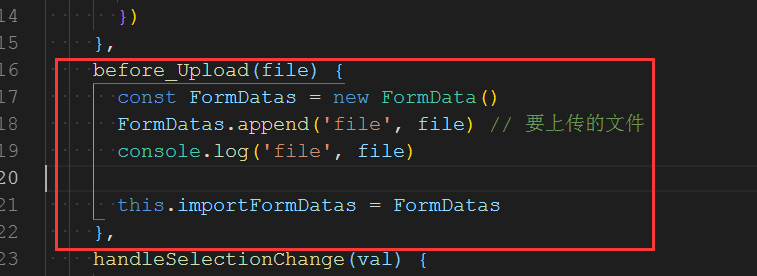 14 })
15 },
16 before_Upload(file) {
17 const FormDatas = new FormData()
18 FormDatas.append('file', file) // 要上传的文件
19 console.log('file', file)
20
21 this.importFormDatas = FormDatas
22 },
23 handleSelectionChange(val) {